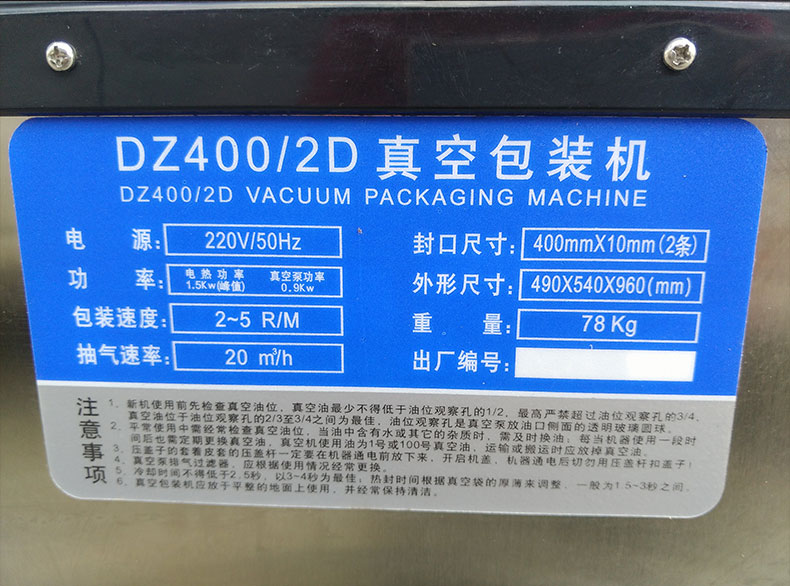 DZ400/2D 真空包装机
DZ400/2D VACUUM PACKAGING MACHINE
电 源: 220V/50Hz
封口尺寸: 400mmX10mm(2条)
功 率: 电热功率 1.5Kw(峰值) 真空泵功率 0.9Kw
外形尺寸: 490X540X960(mm)
包装速度: 2~5 R/M
重 量: 78Kg
抽气速率: 20 m³/h
出厂编号:
注意事项
1、新机使用前先检查真空油位，真空油最少不得低于油位观察孔的1/2，最高严禁超过油位观察孔的3/4，
真空油位于油位观察孔的2/3至3/4之间为最佳，油位观察孔是真空泵放油口侧面的透明玻璃圆球。
2、平常使用中需经常检查真空油位，当油中含有水或其它的杂质时，需及时换油；每当机器使用一段时
间后也需定期更换真空油，真空机使用油为1号或100号真空油，运输或搬运时应放掉真空油。
3、压盖子的套着皮套的压盖杆一定要在机器通电前放下来，开启机盖，机器通电后切勿用压盖杆扣盖子!
4、真空泵排气过滤器，应根据使用情况经常更换。
5、冷却时间不得低于2.5秒，以3~4秒为最佳；热封时间根据真空袋的厚薄来调整，一般为1.5~3秒之间。
6、真空包装机应放于平整的地面上使用，并经常保持清洁。